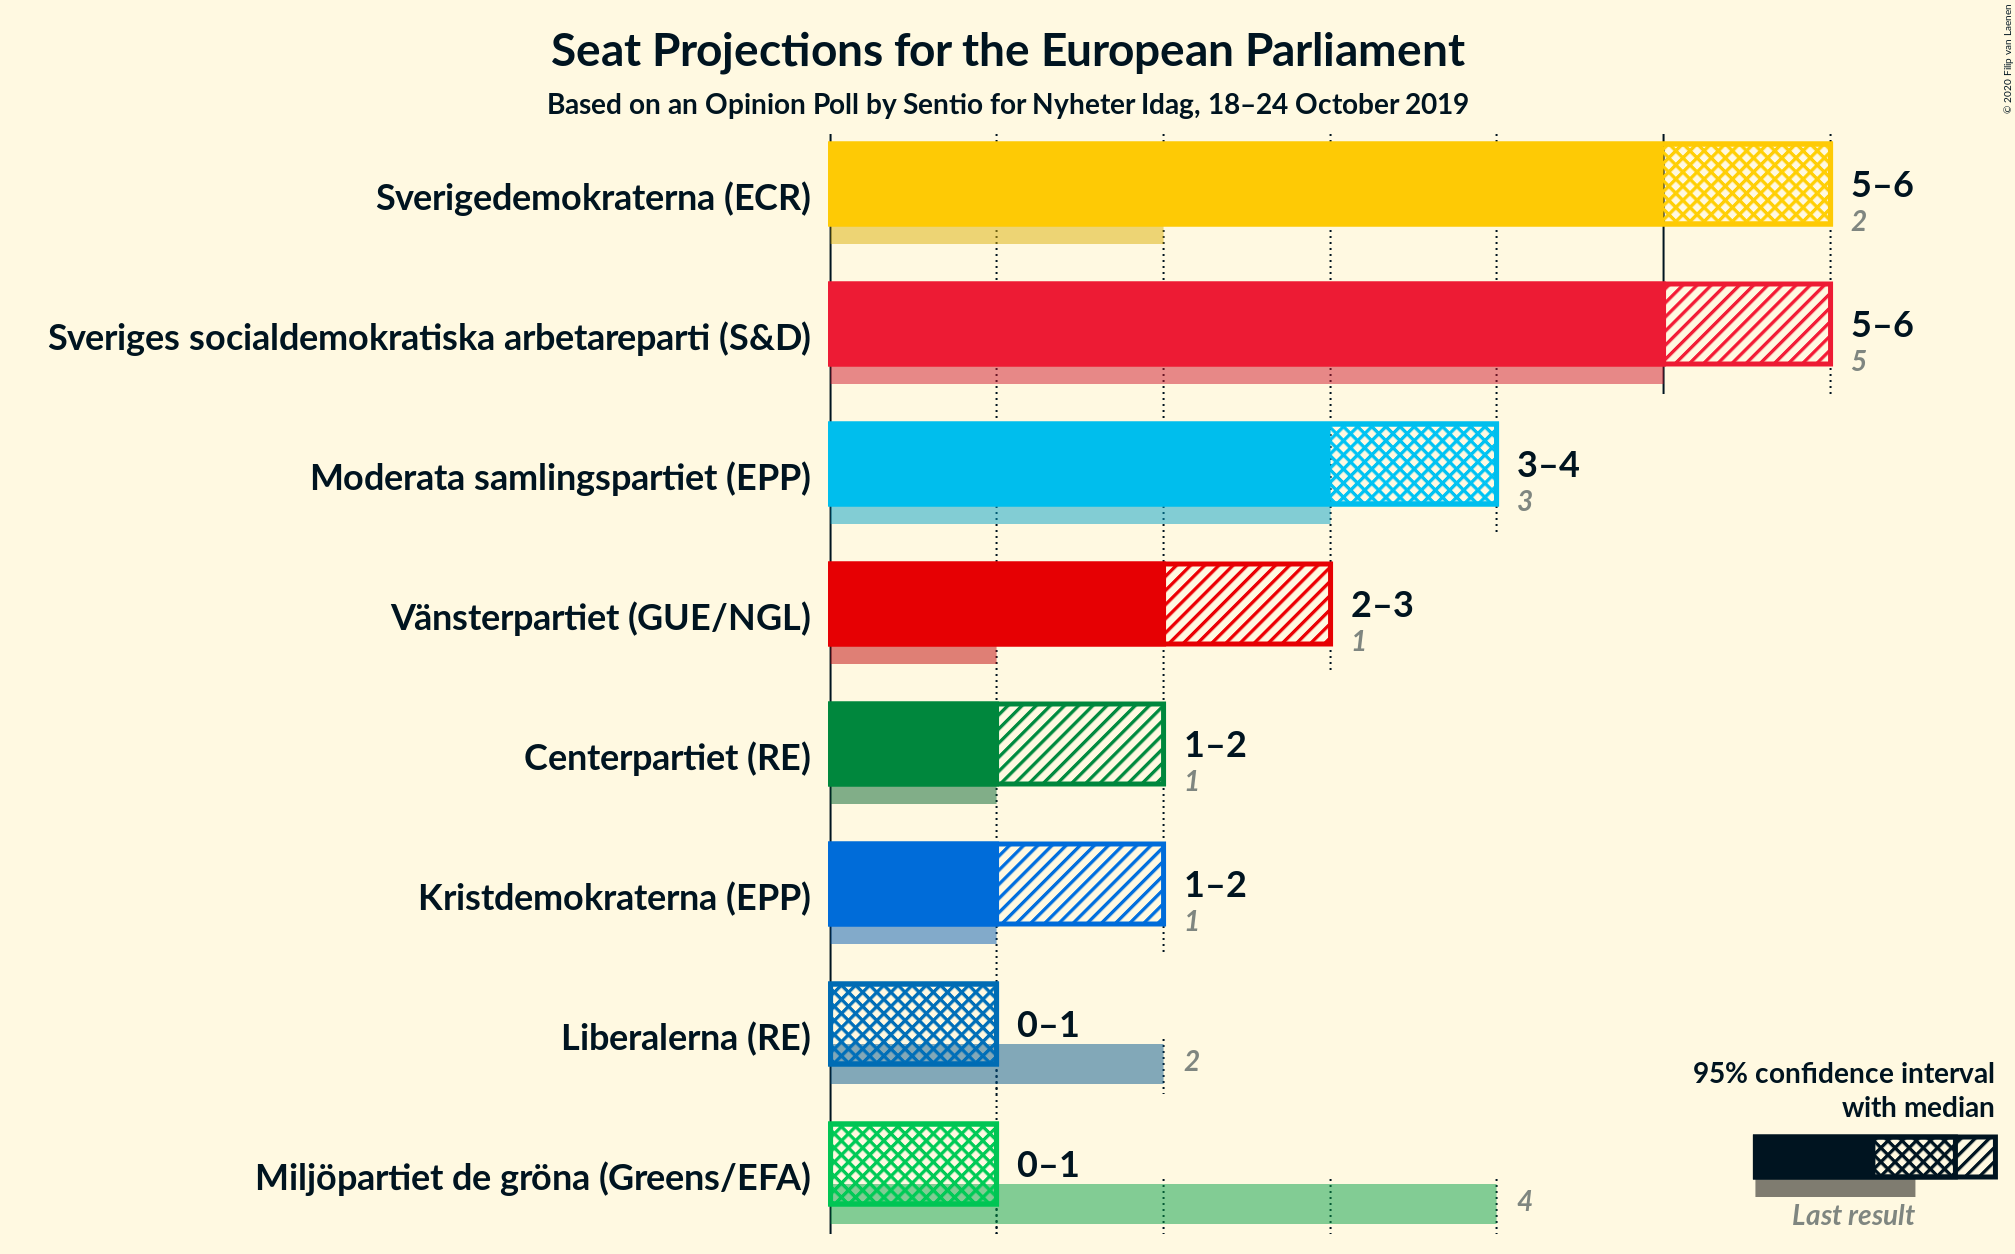 Seat Projections for the European Parliament
Based on an Opinion Poll by Sentio for Nyheter Idag, 18–24 October 2019
© 2020 Filip van Laenen
Sverigedemokraterna (ECR)
5–6
2
Sveriges socialdemokratiska arbetareparti (S&D)
5–6
5
Moderata samlingspartiet (EPP)
3–4
3
Vänsterpartiet (GUE/NGL)
2–3
1
Centerpartiet (RE)
1–2
1
Kristdemokraterna (EPP)
1–2
1
Liberalerna (RE)
0–1
2
Miljöpartiet de gröna (Greens/EFA)
0–1
4
95% confidence interval
with median
Last result